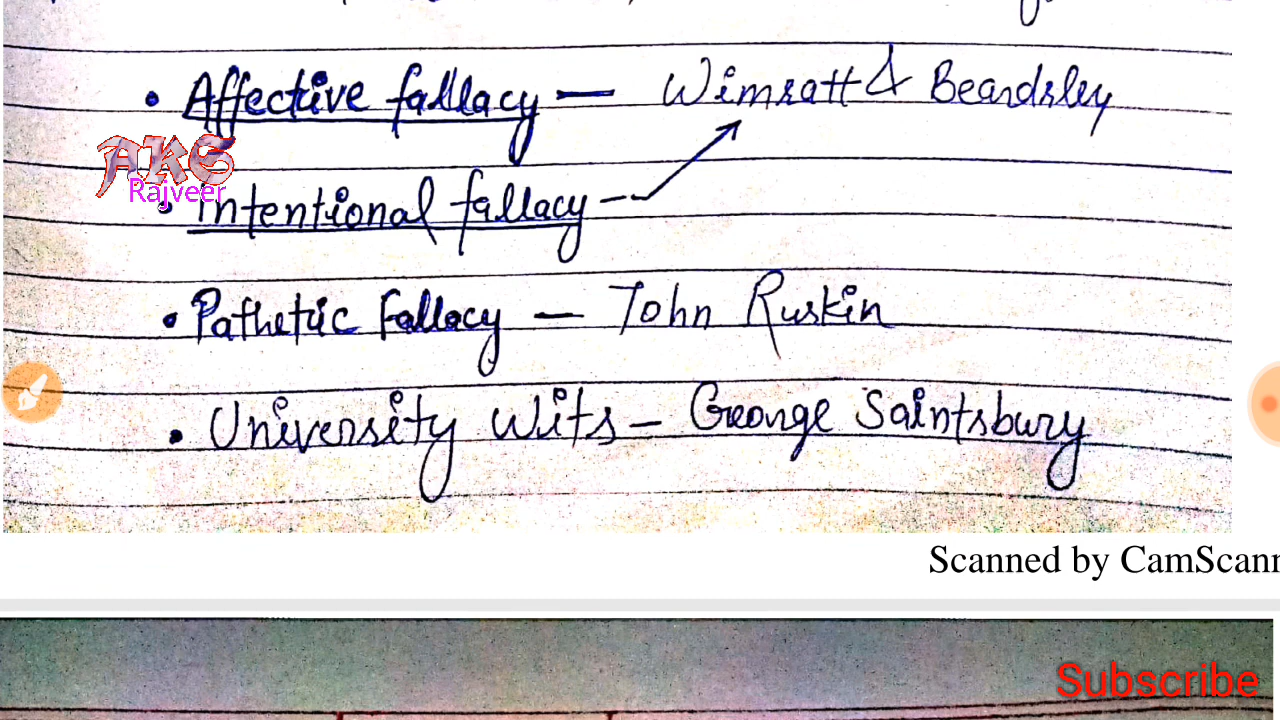 • Affective fallacy — Wimsatt & Beardsley
AKS
Rajveer
• Intentional fallacy --
• Pathetic Fallacy — John Ruskin
• University Wits — George Saintsbury
Scanned by CamScann
Subscribe